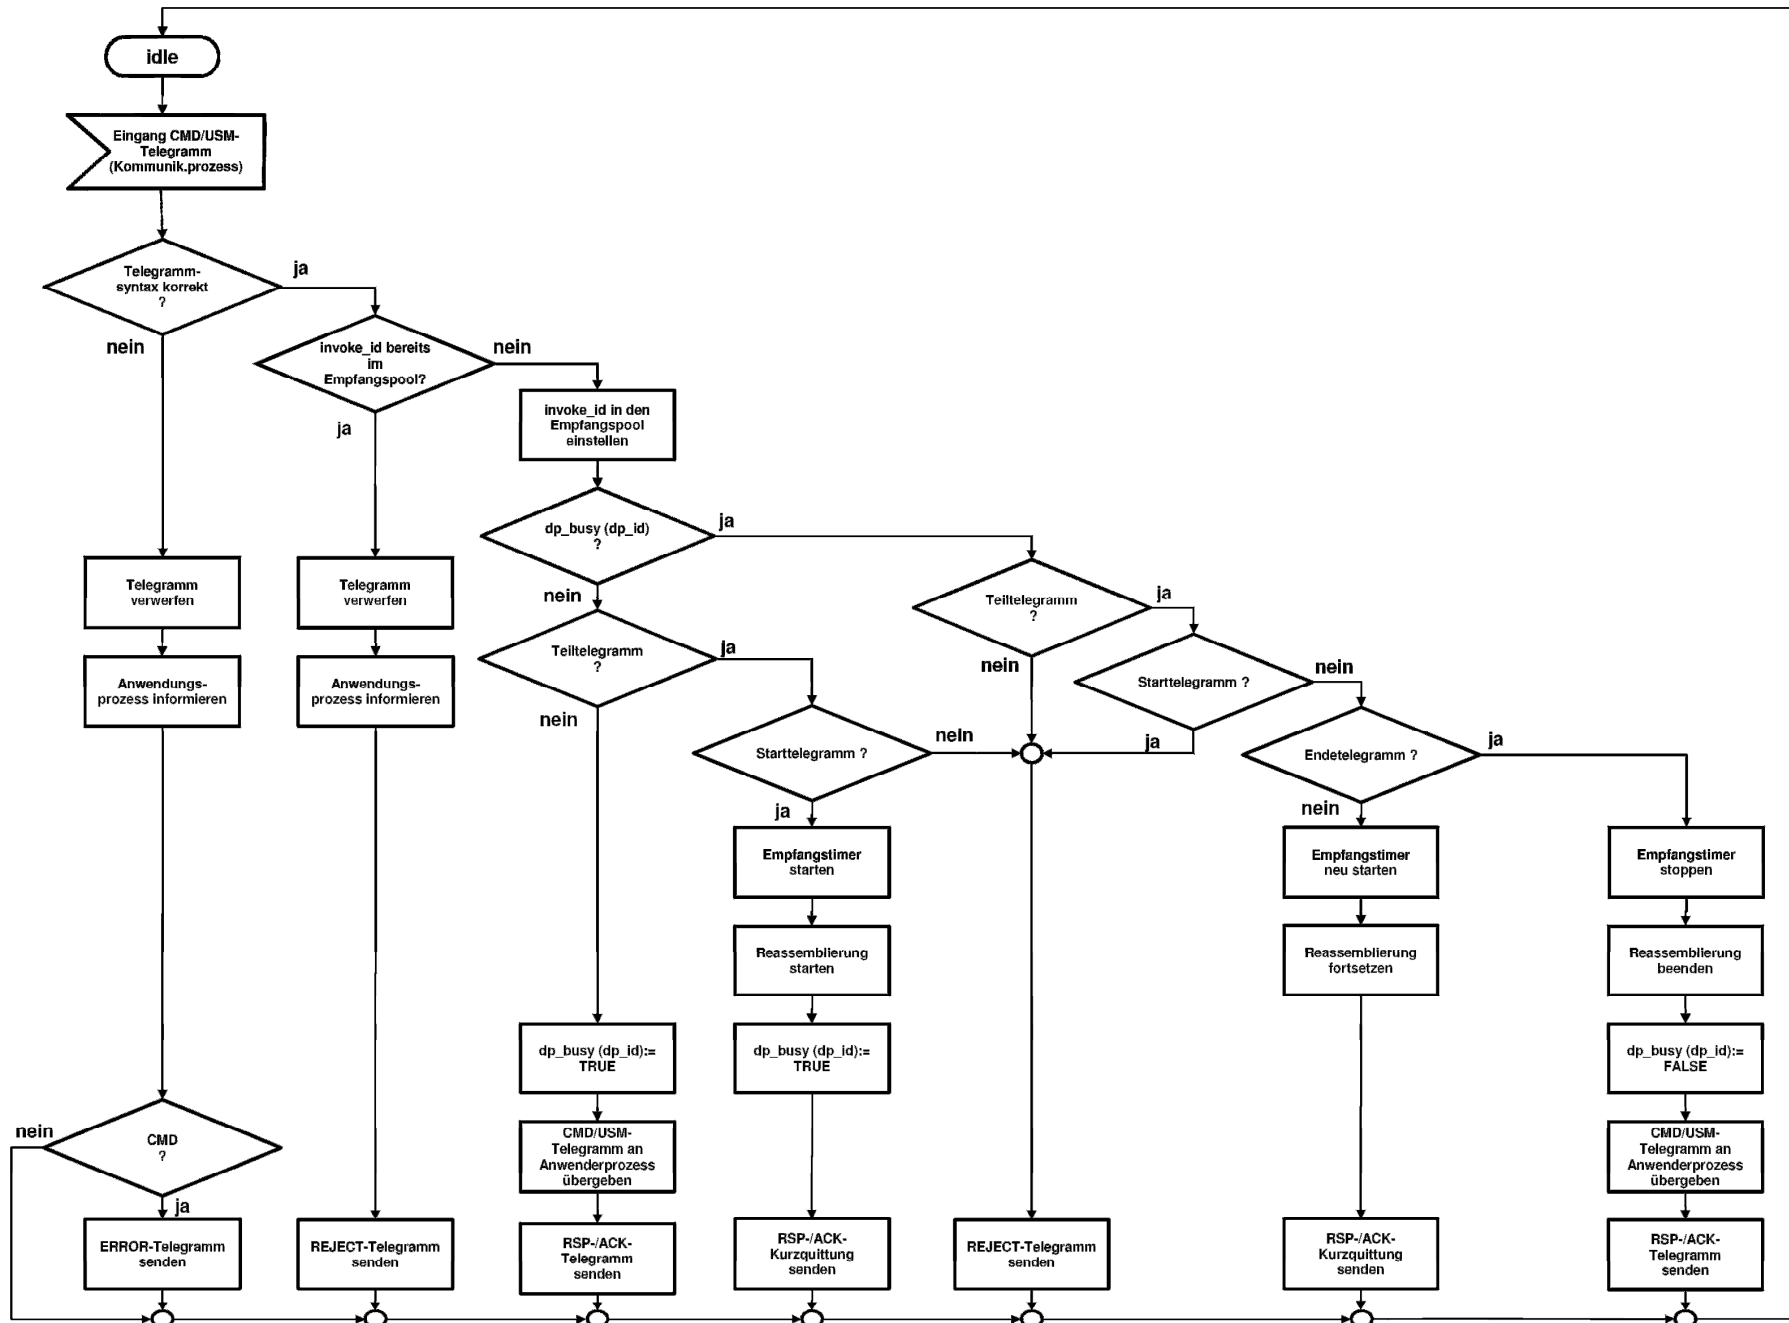 idle
Eingang CMD/USM-
Telegramm
(Kommunik.prozess)
Telegramm-
syntax korrekt
?
ja
nein
invoke_id bereits
im
Empfangspool?
nein
ja
invoke_id in den
Empfangspool
einstellen
dp_busy (dp_id)
?
ja
nein
Telegramm
verwerfen
Telegramm
verwerfen
Teiltelegramm
?
ja
nein
Teiltelegramm
?
ja
nein
Anwendungs-
prozess informieren
Anwendungs-
prozess informieren
Starttelegramm ?
nein
ja
Starttelegramm ?
nein
ja
Endetelegramm ?
ja
nein
Empfangstimer
starten
Empfangstimer
neu starten
Empfangstimer
stoppen
Reassemblierung
starten
Reassemblierung
fortsetzen
Reassemblierung
beenden
dp_busy (dp_id):=
TRUE
dp_busy (dp_id):=
TRUE
dp_busy (dp_id):=
FALSE
nein
CMD
?
ja
CMD/USM-
Telegramm an
Anwenderprozess
übergeben
CMD/USM-
Telegramm an
Anwenderprozess
übergeben
ERROR-Telegramm
senden
REJECT-Telegramm
senden
RSP-/ACK-
Telegramm
senden
RSP-/ACK-
Kurzquittung
senden
REJECT-Telegramm
senden
RSP-/ACK-
Kurzquittung
senden
RSP-/ACK-
Telegramm
senden